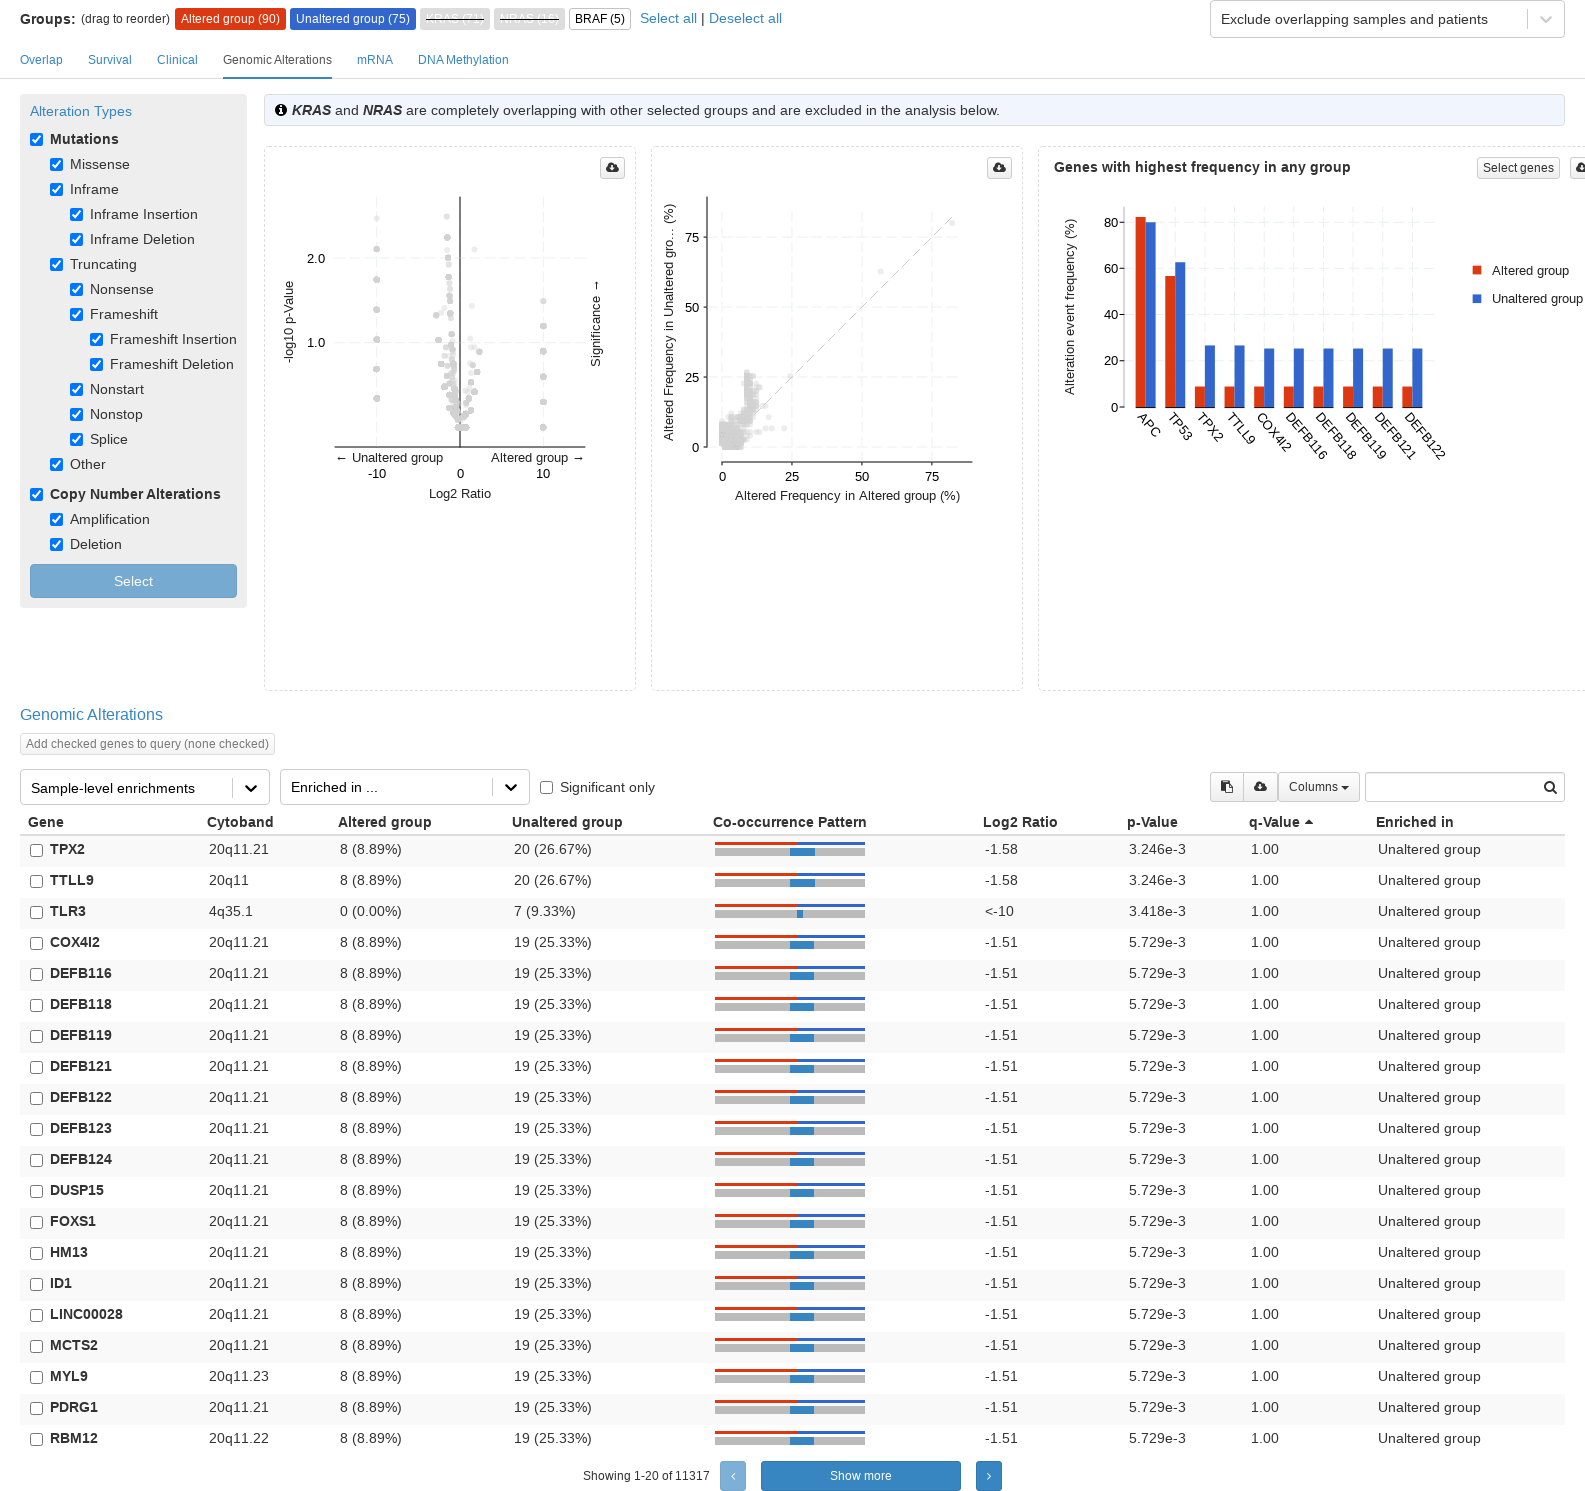 Groups: (drag to reorder) Altered group (90) Unaltered group (75) KRAS (71) NRAS (19) BRAF (5) Select all | Deselect all Exclude overlapping samples and patients
Overlap Survival Clinical Genomic Alterations mRNA DNA Methylation
Alteration Types
Mutations
Missense
Inframe
Inframe Insertion
Inframe Deletion
Truncating
Nonsense
Frameshift
Frameshift Insertion
Frameshift Deletion
Nonstart
Nonstop
Splice
Other
Copy Number Alterations
Amplification
Deletion
Select
KRAS and NRAS are completely overlapping with other selected groups and are excluded in the analysis below.
-log10 p-Value
2.0
1.0
Significance →
← Unaltered group Altered group →
-10 0 10
Log2 Ratio
Altered Frequency in Unaltered gro... (%)
75
50
25
0
0 25 50 75
Altered Frequency in Altered group (%)
Genes with highest frequency in any group Select genes
Alteration event frequency (%)
80
60
40
20
0
APC TP53 TPX2 TTLL9 COX4I2 DEFB116 DEFB118 DEFB119 DEFB121 DEFB122
Altered group
Unaltered group
Genomic Alterations
Add checked genes to query (none checked)
Sample-level enrichments Enriched in ... Significant only Columns
Gene Cytoband Altered group Unaltered group Co-occurrence Pattern Log2 Ratio p-Value q-Value Enriched in
TPX2 20q11.21 8 (8.89%) 20 (26.67%) -1.58 3.246e-3 1.00 Unaltered group
TTLL9 20q11 8 (8.89%) 20 (26.67%) -1.58 3.246e-3 1.00 Unaltered group
TLR3 4q35.1 0 (0.00%) 7 (9.33%) <-10 3.418e-3 1.00 Unaltered group
COX4I2 20q11.21 8 (8.89%) 19 (25.33%) -1.51 5.729e-3 1.00 Unaltered group
DEFB116 20q11.21 8 (8.89%) 19 (25.33%) -1.51 5.729e-3 1.00 Unaltered group
DEFB118 20q11.21 8 (8.89%) 19 (25.33%) -1.51 5.729e-3 1.00 Unaltered group
DEFB119 20q11.21 8 (8.89%) 19 (25.33%) -1.51 5.729e-3 1.00 Unaltered group
DEFB121 20q11.21 8 (8.89%) 19 (25.33%) -1.51 5.729e-3 1.00 Unaltered group
DEFB122 20q11.21 8 (8.89%) 19 (25.33%) -1.51 5.729e-3 1.00 Unaltered group
DEFB123 20q11.21 8 (8.89%) 19 (25.33%) -1.51 5.729e-3 1.00 Unaltered group
DEFB124 20q11.21 8 (8.89%) 19 (25.33%) -1.51 5.729e-3 1.00 Unaltered group
DUSP15 20q11.21 8 (8.89%) 19 (25.33%) -1.51 5.729e-3 1.00 Unaltered group
FOXS1 20q11.21 8 (8.89%) 19 (25.33%) -1.51 5.729e-3 1.00 Unaltered group
HM13 20q11.21 8 (8.89%) 19 (25.33%) -1.51 5.729e-3 1.00 Unaltered group
ID1 20q11.21 8 (8.89%) 19 (25.33%) -1.51 5.729e-3 1.00 Unaltered group
LINC00028 20q11.21 8 (8.89%) 19 (25.33%) -1.51 5.729e-3 1.00 Unaltered group
MCTS2 20q11.21 8 (8.89%) 19 (25.33%) -1.51 5.729e-3 1.00 Unaltered group
MYL9 20q11.23 8 (8.89%) 19 (25.33%) -1.51 5.729e-3 1.00 Unaltered group
PDRG1 20q11.21 8 (8.89%) 19 (25.33%) -1.51 5.729e-3 1.00 Unaltered group
RBM12 20q11.22 8 (8.89%) 19 (25.33%) -1.51 5.729e-3 1.00 Unaltered group
Showing 1-20 of 11317 ‹ Show more ›